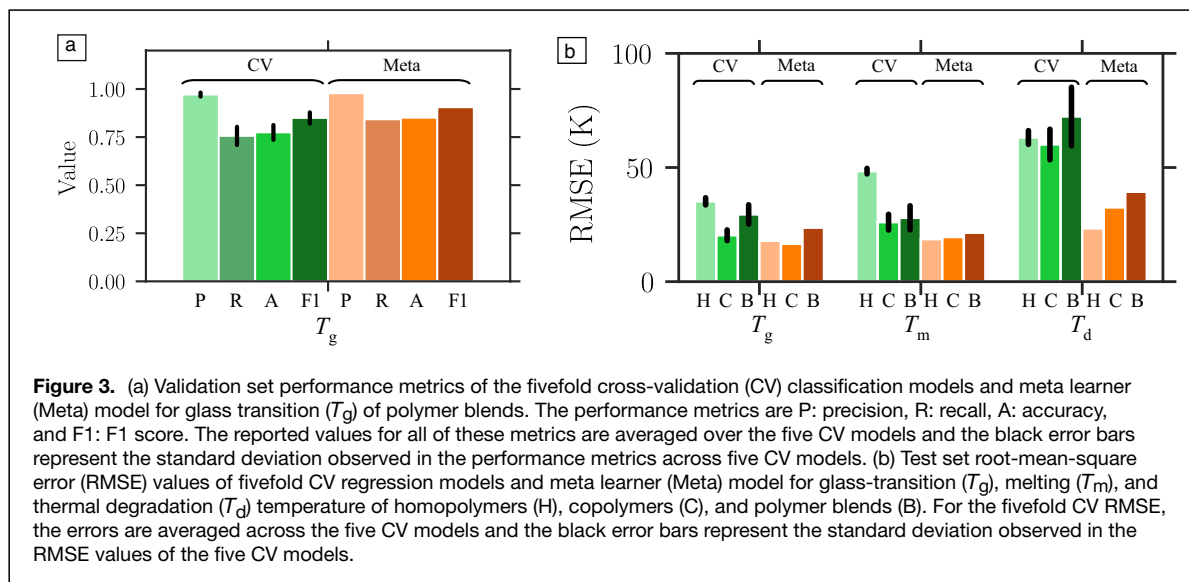 a
CV
Meta
1.00
0.75
0.50
0.25
0.00
Value
P R A F1 P R A F1
T_g
b
100
50
0
RMSE (K)
CV Meta CV Meta CV Meta
H C B H C B H C B H C B H C B H C B
T_g T_m T_d
Figure 3. (a) Validation set performance metrics of the fivefold cross-validation (CV) classification models and meta learner
(Meta) model for glass transition (T_g) of polymer blends. The performance metrics are P: precision, R: recall, A: accuracy,
and F1: F1 score. The reported values for all of these metrics are averaged over the five CV models and the black error bars
represent the standard deviation observed in the performance metrics across five CV models. (b) Test set root-mean-square
error (RMSE) values of fivefold CV regression models and meta learner (Meta) model for glass-transition (T_g), melting (T_m), and
thermal degradation (T_d) temperature of homopolymers (H), copolymers (C), and polymer blends (B). For the fivefold CV RMSE,
the errors are averaged across the five CV models and the black error bars represent the standard deviation observed in the
RMSE values of the five CV models.